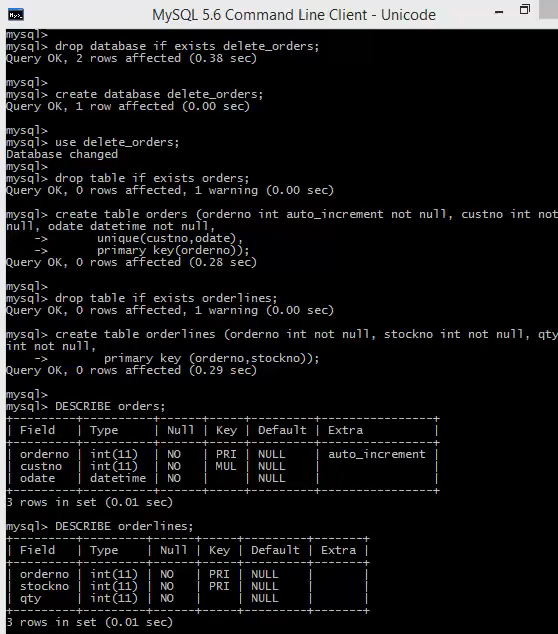 MySQL 5.6 Command Line Client - Unicode
mysql>
mysql> drop database if exists delete_orders;
Query OK, 2 rows affected (0.38 sec)
mysql>
mysql> create database delete_orders;
Query OK, 1 row affected (0.00 sec)
mysql>
mysql> use delete_orders;
Database changed
mysql>
mysql> drop table if exists orders;
Query OK, 0 rows affected, 1 warning (0.00 sec)
mysql> create table orders (orderno int auto_increment not null, custno int not
null, odate datetime not null,
    ->       unique(custno,odate),
    ->       primary key(orderno));
Query OK, 0 rows affected (0.28 sec)
mysql>
mysql> drop table if exists orderlines;
Query OK, 0 rows affected, 1 warning (0.00 sec)
mysql> create table orderlines (orderno int not null, stockno int not null, qty
int not null,
    ->        primary key (orderno,stockno));
Query OK, 0 rows affected (0.29 sec)
mysql>
mysql> DESCRIBE orders;
+---------+----------+------+-----+---------+----------------+
| Field   | Type     | Null | Key | Default | Extra          |
+---------+----------+------+-----+---------+----------------+
| orderno | int(11)  | NO   | PRI | NULL    | auto_increment |
| custno  | int(11)  | NO   | MUL | NULL    |                |
| odate   | datetime | NO   |     | NULL    |                |
+---------+----------+------+-----+---------+----------------+
3 rows in set (0.01 sec)
mysql> DESCRIBE orderlines;
+---------+---------+------+-----+---------+-------+
| Field   | Type    | Null | Key | Default | Extra |
+---------+---------+------+-----+---------+-------+
| orderno | int(11) | NO   | PRI | NULL    |       |
| stockno | int(11) | NO   | PRI | NULL    |       |
| qty     | int(11) | NO   |     | NULL    |       |
+---------+---------+------+-----+---------+-------+
3 rows in set (0.01 sec)